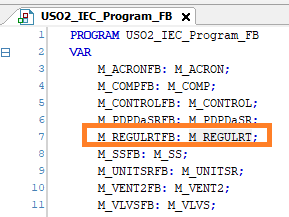 USO2_IEC_Program_FB
1 PROGRAM USO2_IEC_Program_FB
2 VAR
3 M_ACRONFB: M_ACRON;
4 M_COMPFB: M_COMP;
5 M_CONTROLFB: M_CONTROL;
6 M_PDPDaSRFB: M_PDPDaSR;
7 M_REGULRTFB: M_REGULRT;
8 M_SSFB: M_SS;
9 M_UNITSRFB: M_UNITSR;
10 M_VENT2FB: M_VENT2;
11 M_VLVSFB: M_VLVS;